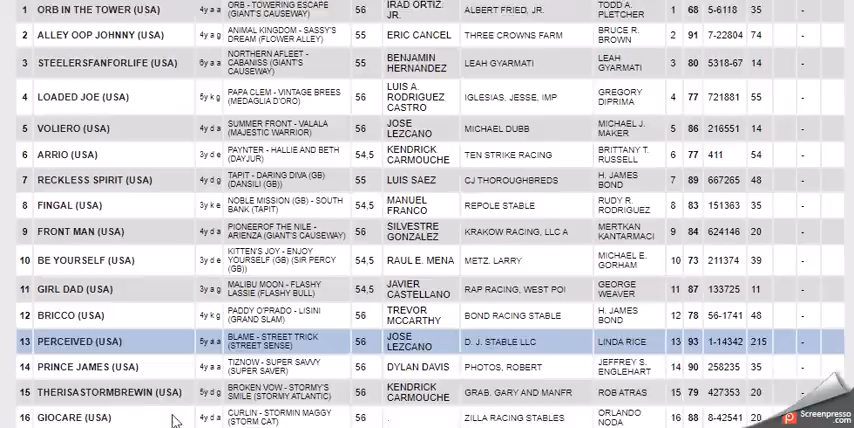 1 ORB IN THE TOWER (USA) 4y a a ORB - TOWERING ESCAPE (GIANT'S CAUSEWAY) 56 IRAD ORTIZ. JR. ALBERT FRIED, JR. TODD A. PLETCHER 1 68 5-6118 35 -
2 ALLEY OOP JOHNNY (USA) 4y a g ANIMAL KINGDOM - SASSY'S DREAM (FLOWER ALLEY) 55 ERIC CANCEL THREE CROWNS FARM BRUCE R. BROWN 2 91 7-22804 74 -
3 STEELERSFANFORLIFE (USA) 6y a a NORTHERN AFLEET - CABANISS (GIANT'S CAUSEWAY) 55 BENJAMIN HERNANDEZ LEAH GYARMATI LEAH GYARMATI 3 80 5318-67 14 -
4 LOADED JOE (USA) 5y k g PAPA CLEM - VINTAGE BREES (MEDAGLIA D'ORO) 56 LUIS A. RODRIGUEZ CASTRO IGLESIAS, JESSE, IMP GREGORY DIPRIMA 4 77 721881 55 -
5 VOLIERO (USA) 4y d a SUMMER FRONT - VALALA (MAJESTIC WARRIOR) 56 JOSE LEZCANO MICHAEL DUBB MICHAEL J. MAKER 5 86 216551 14 -
6 ARRIO (USA) 3y d e PAYNTER - HALLIE AND BETH (DAYJUR) 54,5 KENDRICK CARMOUCHE TEN STRIKE RACING BRITTANY T. RUSSELL 6 77 411 54 -
7 RECKLESS SPIRIT (USA) 4y d g TAPIT - DARING DIVA (GB) (DANSILI (GB)) 55 LUIS SAEZ CJ THOROUGHBREDS H. JAMES BOND 7 89 667265 48 -
8 FINGAL (USA) 3y k e NOBLE MISSION (GB) - SOUTH BANK (TAPIT) 54,5 MANUEL FRANCO REPOLE STABLE RUDY R. RODRIGUEZ 8 83 151363 35 -
9 FRONT MAN (USA) 4y d a PIONEEROF THE NILE - ARIENZA (GIANT'S CAUSEWAY) 56 SILVESTRE GONZALEZ KRAKOW RACING, LLC A MERTKAN KANTARMACI 9 84 624146 20 -
10 BE YOURSELF (USA) 3y d e KITTEN'S JOY - ENJOY YOURSELF (GB) (SIR PERCY (GB)) 54,5 RAUL E. MENA METZ. LARRY MICHAEL E. GORHAM 10 73 211374 39 -
11 GIRL DAD (USA) 3y a g MALIBU MOON - FLASHY LASSIE (FLASHY BULL) 54,5 JAVIER CASTELLANO RAP RACING, WEST POI GEORGE WEAVER 11 87 133725 11 -
12 BRICCO (USA) 4y k g PADDY O'PRADO - LISINI (GRAND SLAM) 56 TREVOR MCCARTHY BOND RACING STABLE H. JAMES BOND 12 78 56-1741 48 -
13 PERCEIVED (USA) 5y a a BLAME - STREET TRICK (STREET SENSE) 56 JOSE LEZCANO D. J. STABLE LLC LINDA RICE 13 93 1-14342 215 -
14 PRINCE JAMES (USA) 4y a a TIZNOW - SUPER SAVVY (SUPER SAVER) 56 DYLAN DAVIS PHOTOS, ROBERT JEFFREY S. ENGLEHART 14 90 258235 35 -
15 THERISASTORMBREWIN (USA) 5y d g BROKEN VOW - STORMY'S SMILE (STORMY ATLANTIC) 56 KENDRICK CARMOUCHE GRAB, GARY AND MANFR ROB ATRAS 15 79 427353 20 -
16 GIOCARE (USA) 4y d a CURLIN - STORMIN MAGGY (STORM CAT) 56 . ZILLA RACING STABLES ORLANDO NODA 16 88 8-42541 20 -
Screenpresso
.com